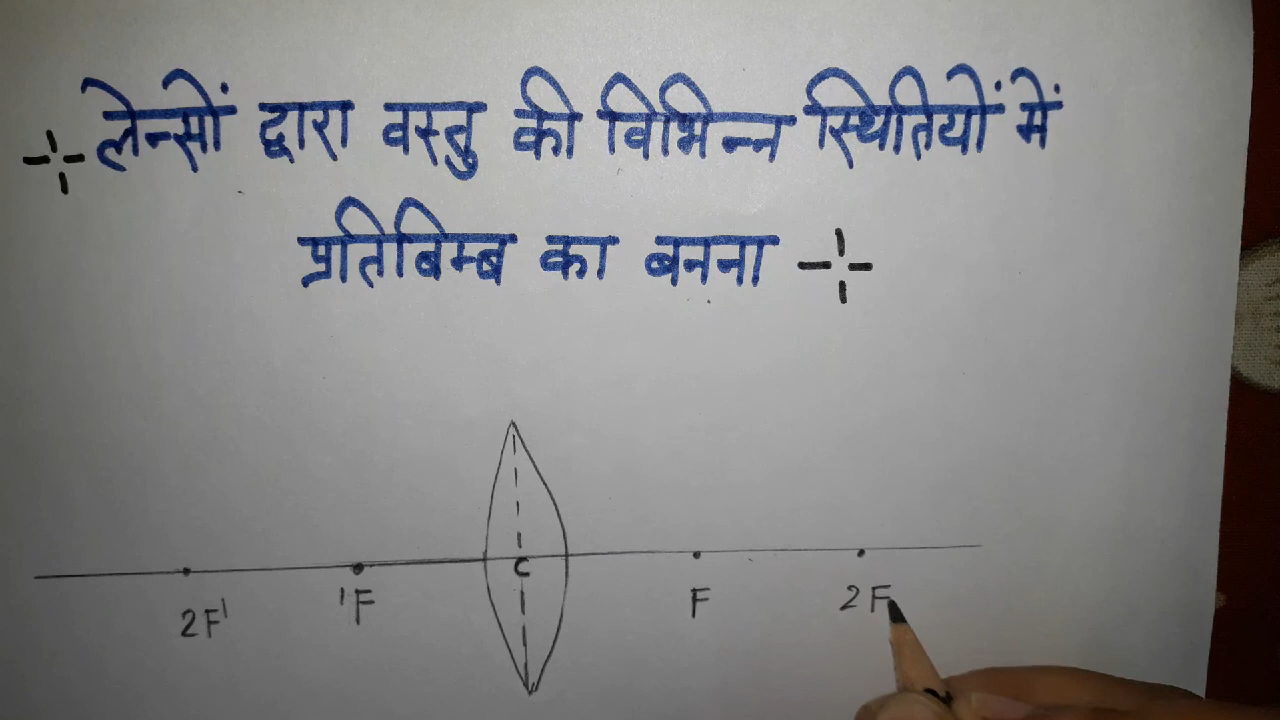 लेन्सों द्वारा वस्तु की विभिन्न स्थितियों में
प्रतिबिम्ब का बनना
2F' 'F C F 2F